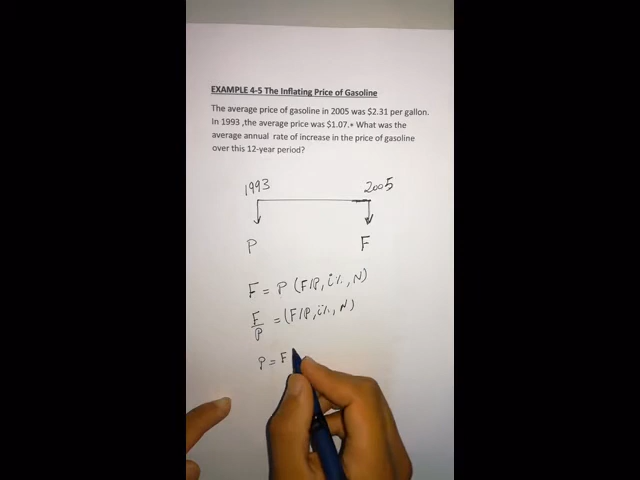 EXAMPLE 4-5 The Inflating Price of Gasoline
The average price of gasoline in 2005 was $2.31 per gallon.
In 1993 ,the average price was $1.07.• What was the
average annual rate of increase in the price of gasoline
over this 12-year period?
1993 2005
P F
F = P (F/P, i%, N)
F/P = (F/P, i%, N)
P = F